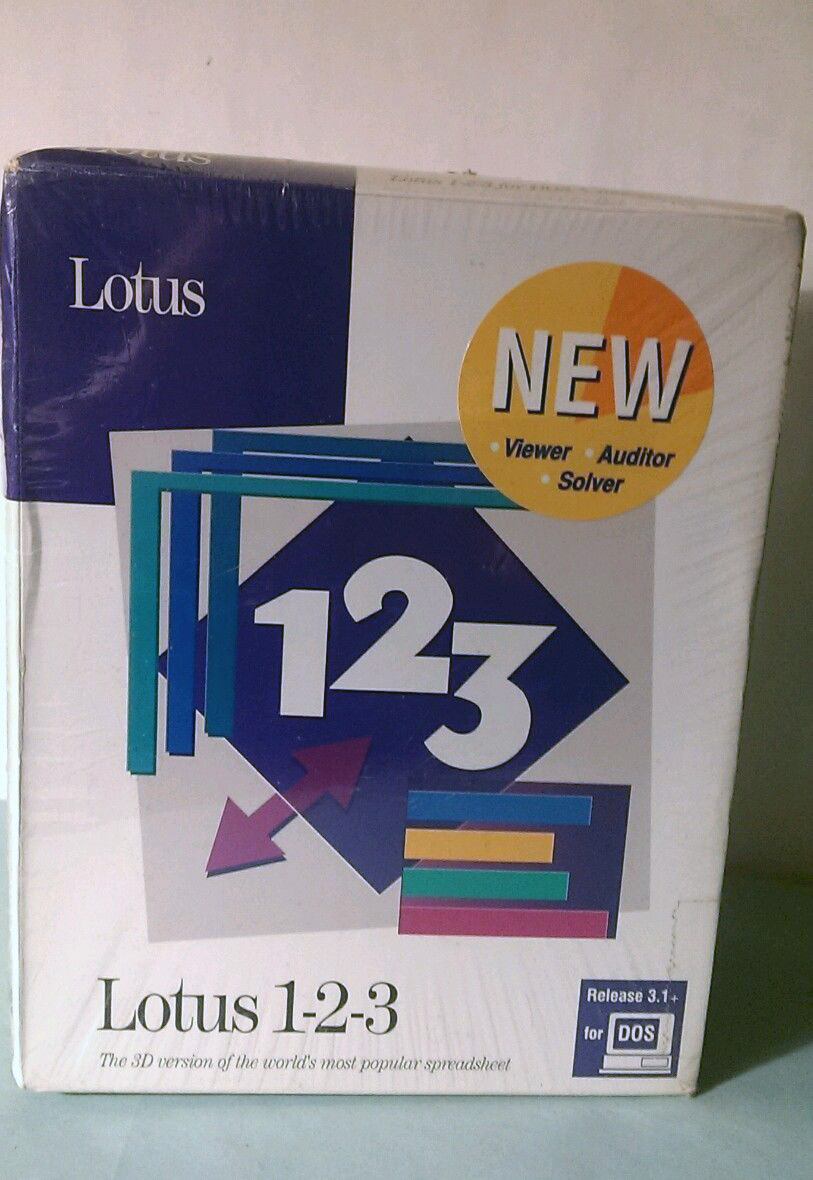 Lotus
Lotus
NEW
• Viewer • Auditor
• Solver
123
Lotus 1-2-3
The 3D version of the world's most popular spreadsheet
Release 3.1+
for DOS